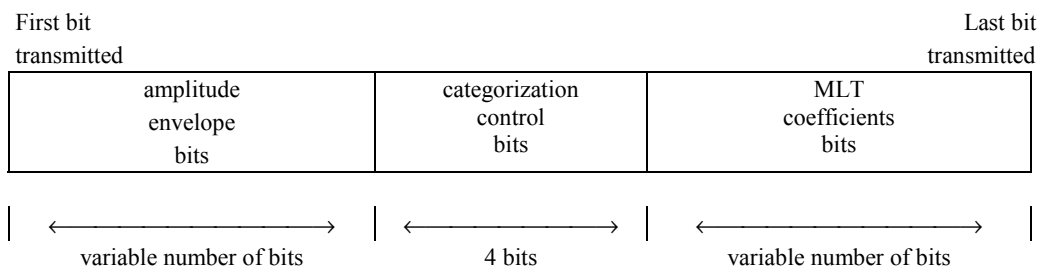 First bit
transmitted
Last bit
transmitted
amplitude
envelope
bits
categorization
control
bits
MLT
coefficients
bits
variable number of bits
4 bits
variable number of bits